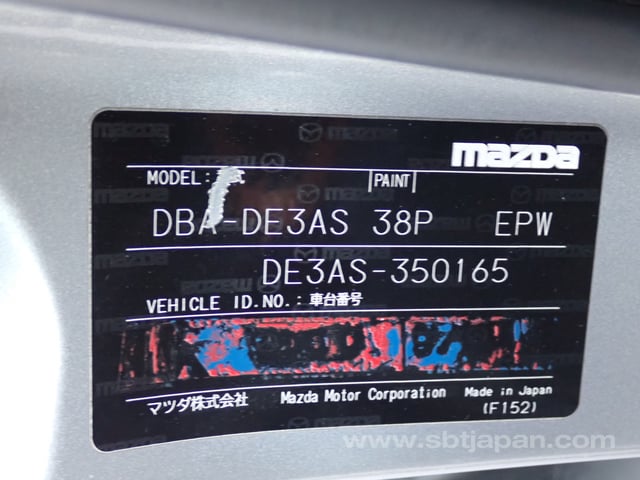 mazda
MODEL: PAINT
DBA-DE3AS 38P EPW
DE3AS-350165
VEHICLE ID.NO.: 車台番号
マツダ株式会社 Mazda Motor Corporation Made in Japan
(F152)
www.sbtjapan.com